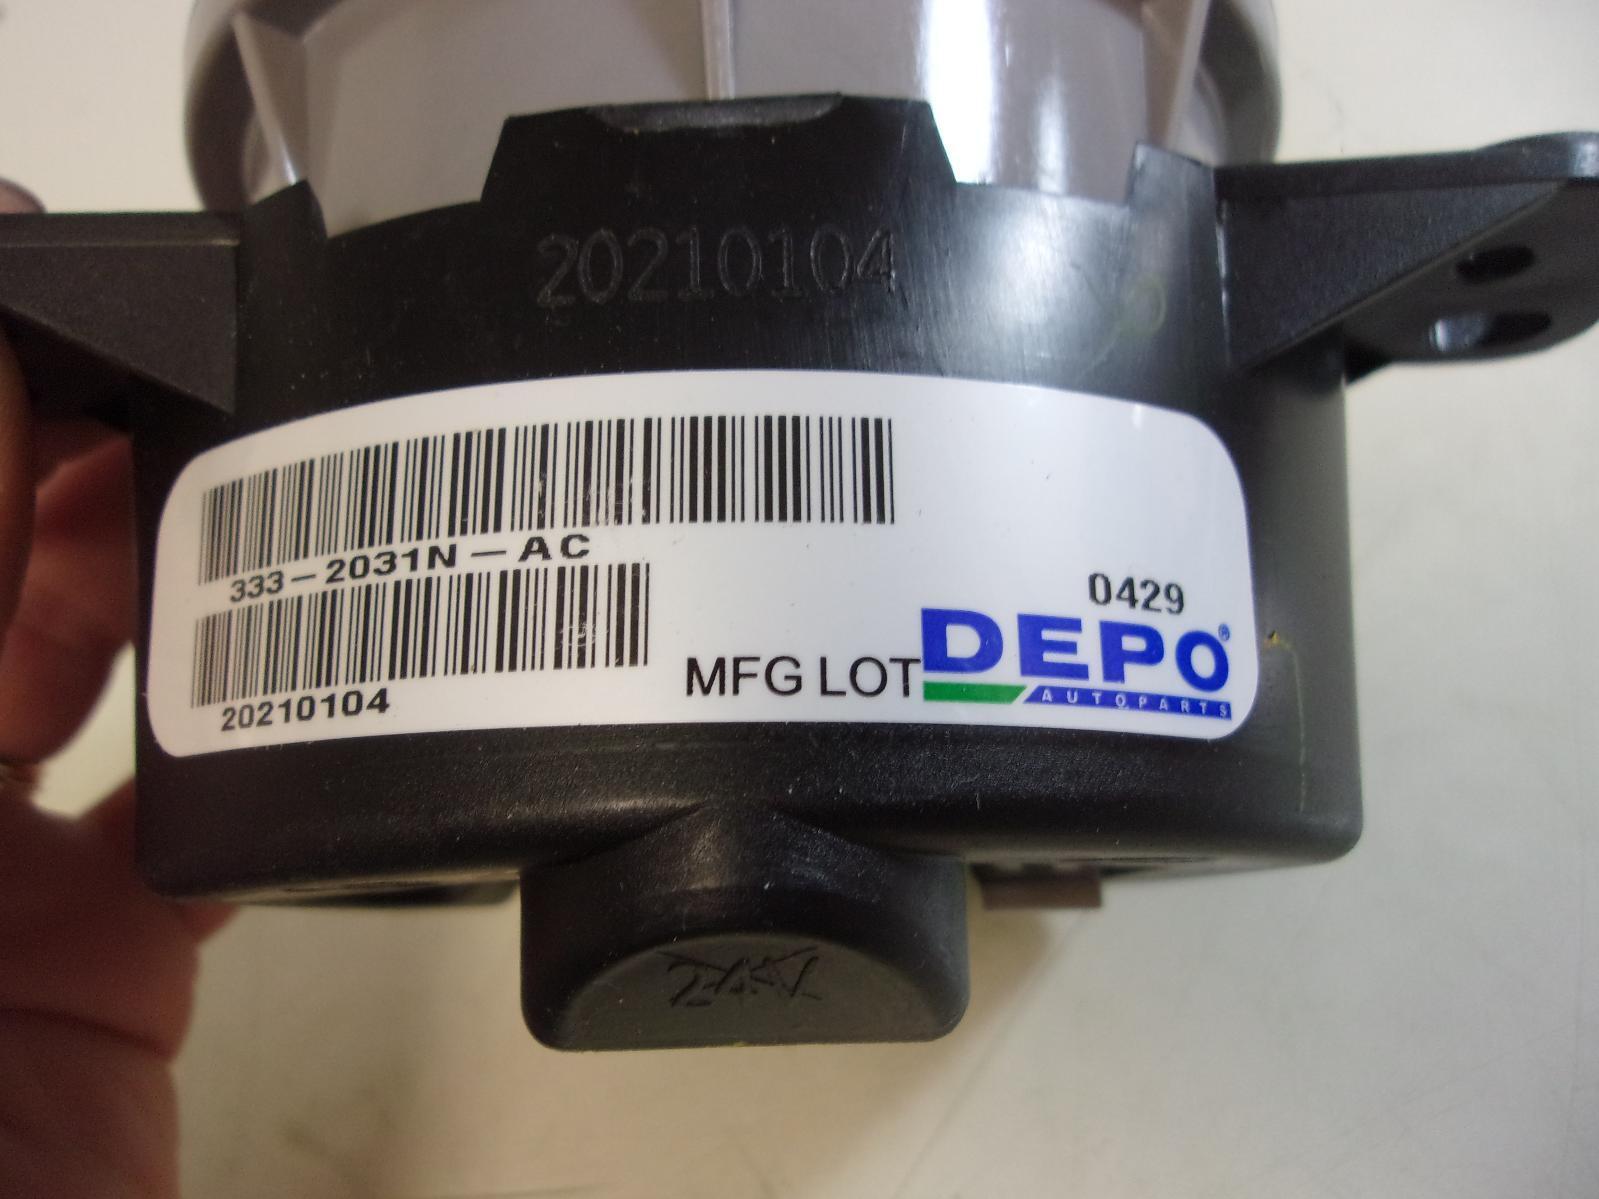 20210104
333-2031N-AC
20210104
MFG LOT
0429
DEPO®
AUTOPARTS